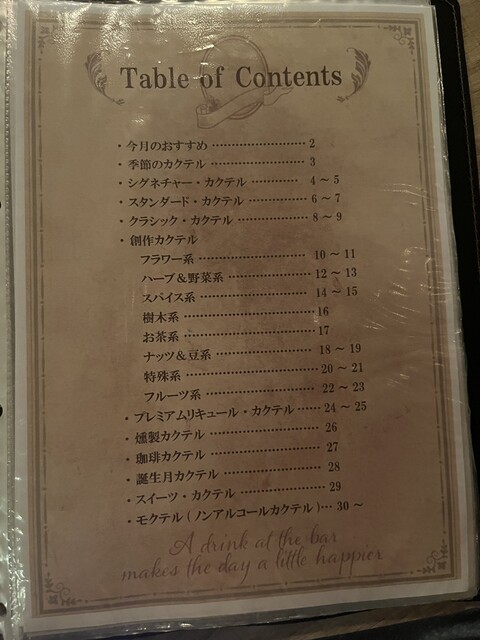 Table of Contents
・今月のおすすめ ……………………… 2
・季節のカクテル ……………………… 3
・シグネチャー・カクテル ………… 4 ～ 5
・スタンダード・カクテル …………… 6 ～ 7
・クラシック・カクテル ……………… 8 ～ 9
・創作カクテル
フラワー系 ………………………… 10 ～ 11
ハーブ＆野菜系 ………………… 12 ～ 13
スパイス系 ………………………… 14 ～ 15
樹木系 ………………………………16
お茶系 ………………………………17
ナッツ＆豆系 …………………… 18 ～ 19
特殊系 ……………………………20 ～ 21
フルーツ系 ……………………… 22 ～ 23
・プレミアムリキュール・カクテル …… 24 ～ 25
・燻製カクテル ……………………… 26
・珈琲カクテル ……………………… 27
・誕生月カクテル …………………… 28
・スイーツ・カクテル ……………… 29
・モクテル ( ノンアルコールカクテル )… 30 ～
A drink at the bar
makes the day a little happier